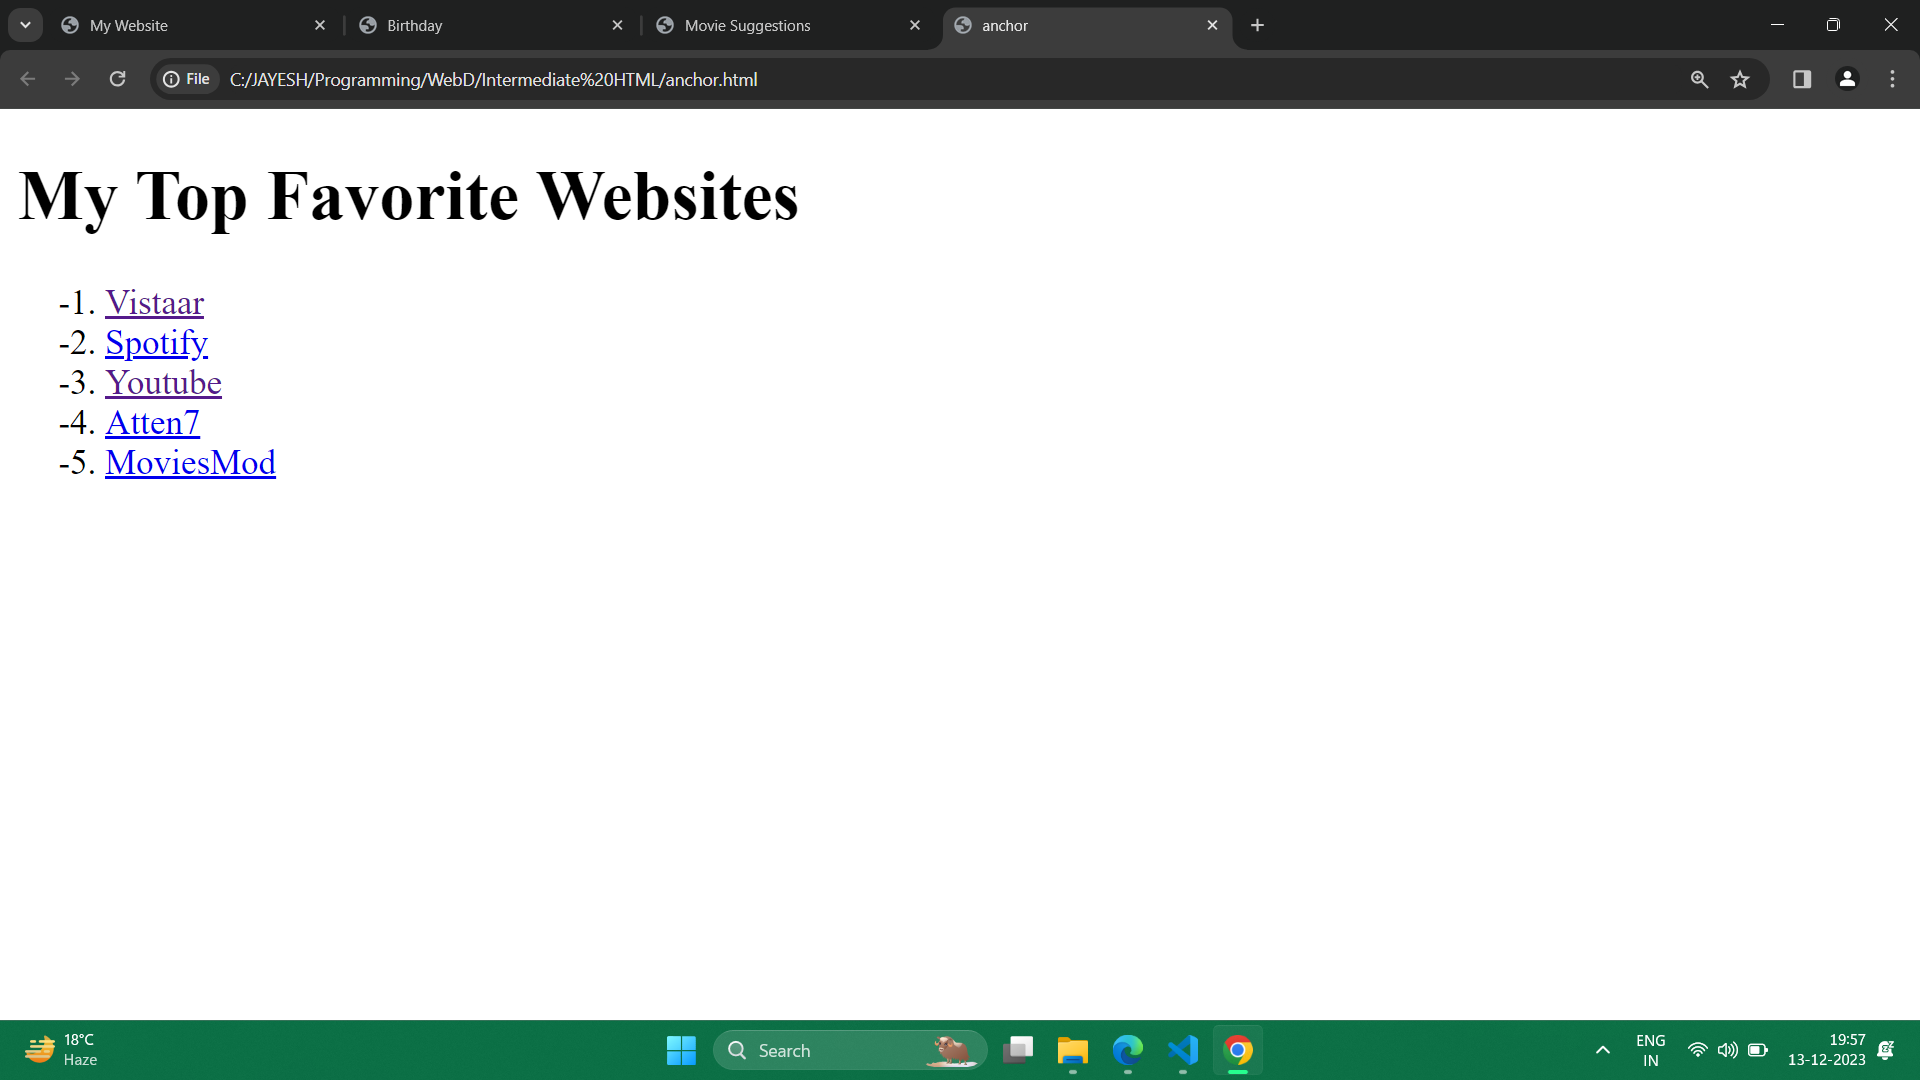 My Website
Birthday
Movie Suggestions
anchor
File
C:/JAYESH/Programming/WebD/Intermediate%20HTML/anchor.html
My Top Favorite Websites
-1. Vistaar
-2. Spotify
-3. Youtube
-4. Atten7
-5. MoviesMod
18°C
Haze
Search
ENG
IN
19:57
13-12-2023